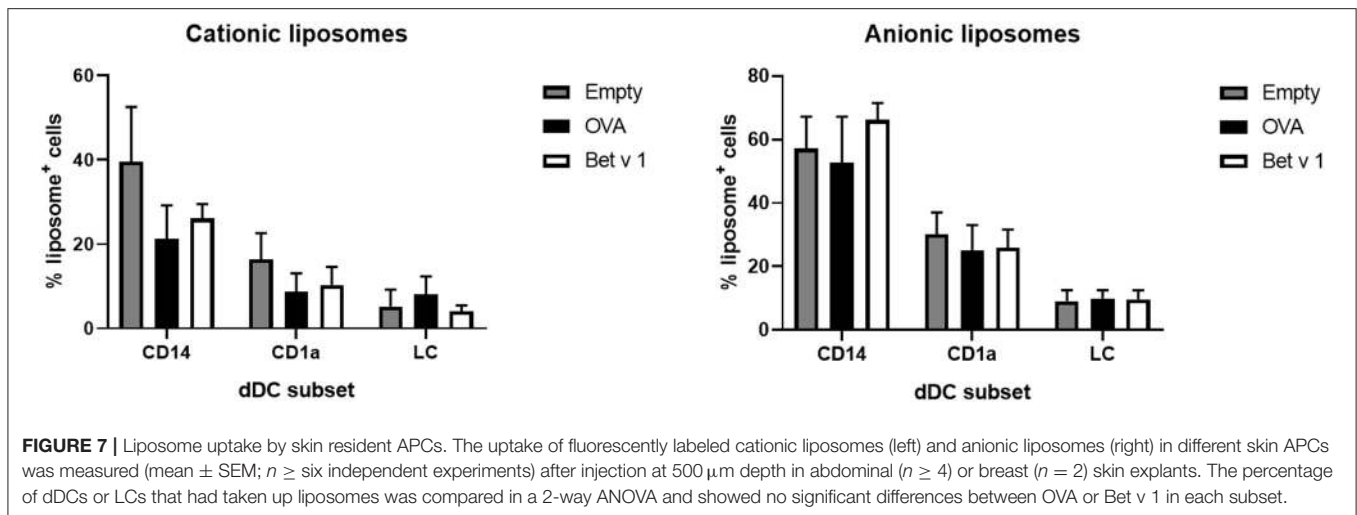 Cationic liposomes
% liposome+ cells
60
40
20
0
CD14 CD1a LC
dDC subset
Empty
OVA
Bet v 1
Anionic liposomes
% liposome+ cells
80
60
40
20
0
CD14 CD1a LC
dDC subset
Empty
OVA
Bet v 1
FIGURE 7 | Liposome uptake by skin resident APCs. The uptake of fluorescently labeled cationic liposomes (left) and anionic liposomes (right) in different skin APCs
was measured (mean ± SEM; n ≥ six independent experiments) after injection at 500 μm depth in abdominal (n ≥ 4) or breast (n = 2) skin explants. The percentage
of dDCs or LCs that had taken up liposomes was compared in a 2-way ANOVA and showed no significant differences between OVA or Bet v 1 in each subset.